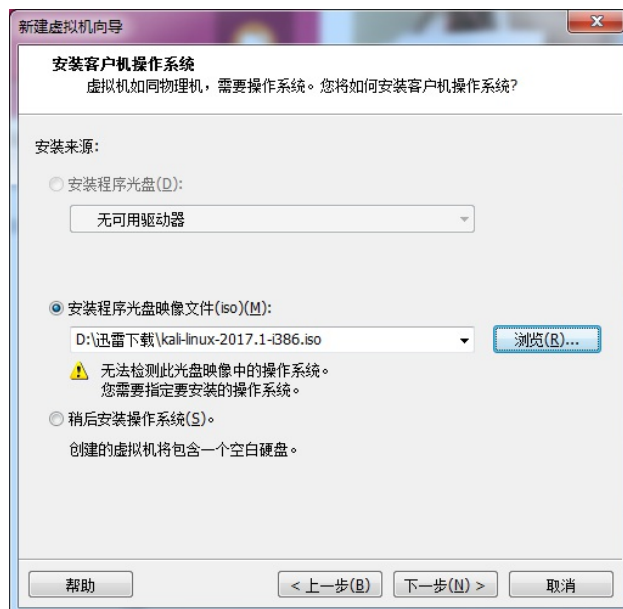 新建虚拟机向导
安装客户机操作系统
虚拟机如同物理机，需要操作系统。您将如何安装客户机操作系统?
安装来源:
安装程序光盘(D):
无可用驱动器
安装程序光盘映像文件(iso)(M):
D:\迅雷下载\kali-linux-2017.1-i386.iso
浏览(R)...
无法检测此光盘映像中的操作系统。
您需要指定要安装的操作系统。
稍后安装操作系统(S)。
创建的虚拟机将包含一个空白硬盘。
帮助
< 上一步(B)
下一步(N) >
取消